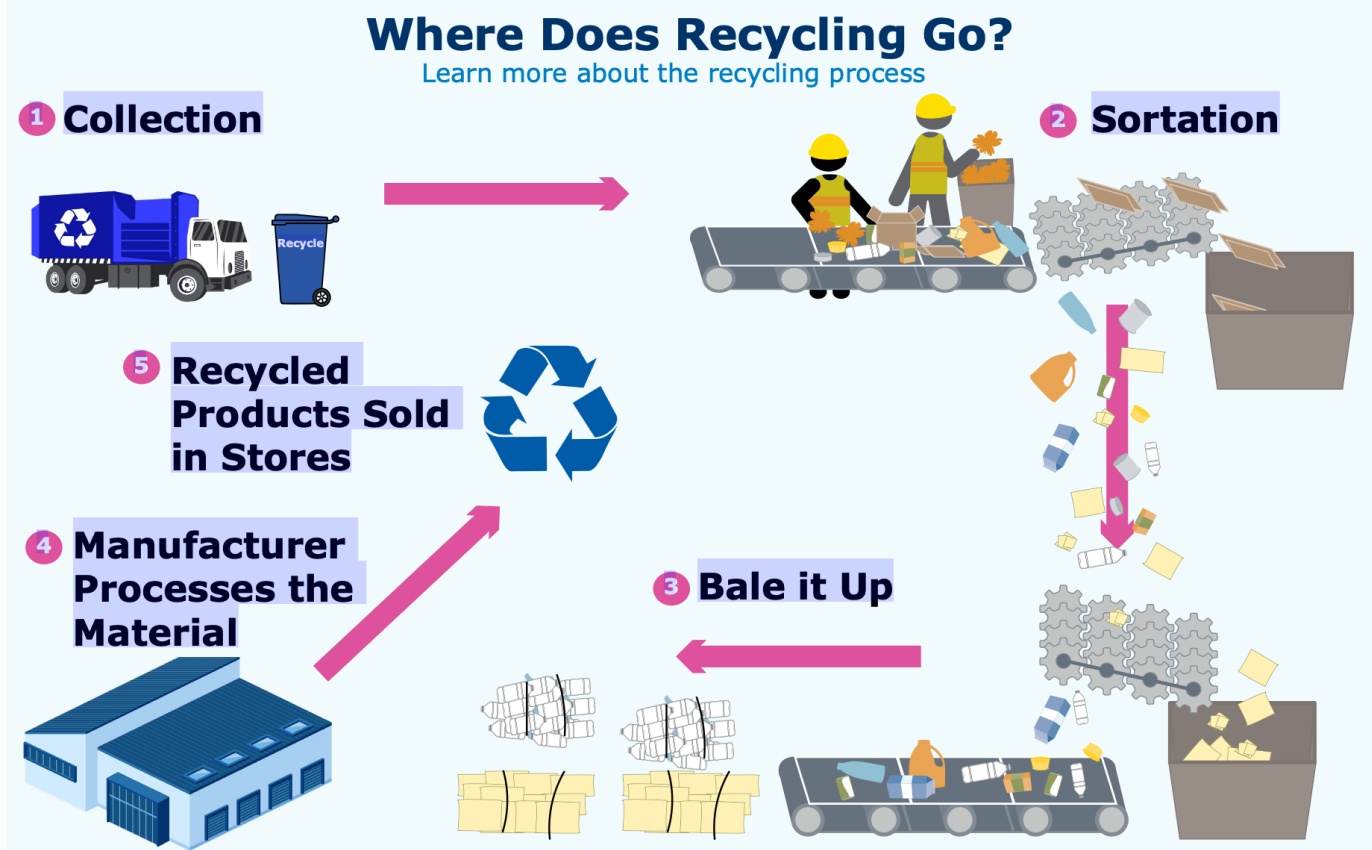 Where Does Recycling Go?
Learn more about the recycling process
1 Collection
Recycle
2 Sortation
5 Recycled
Products Sold
in Stores
4 Manufacturer
Processes the
Material
3 Bale it Up